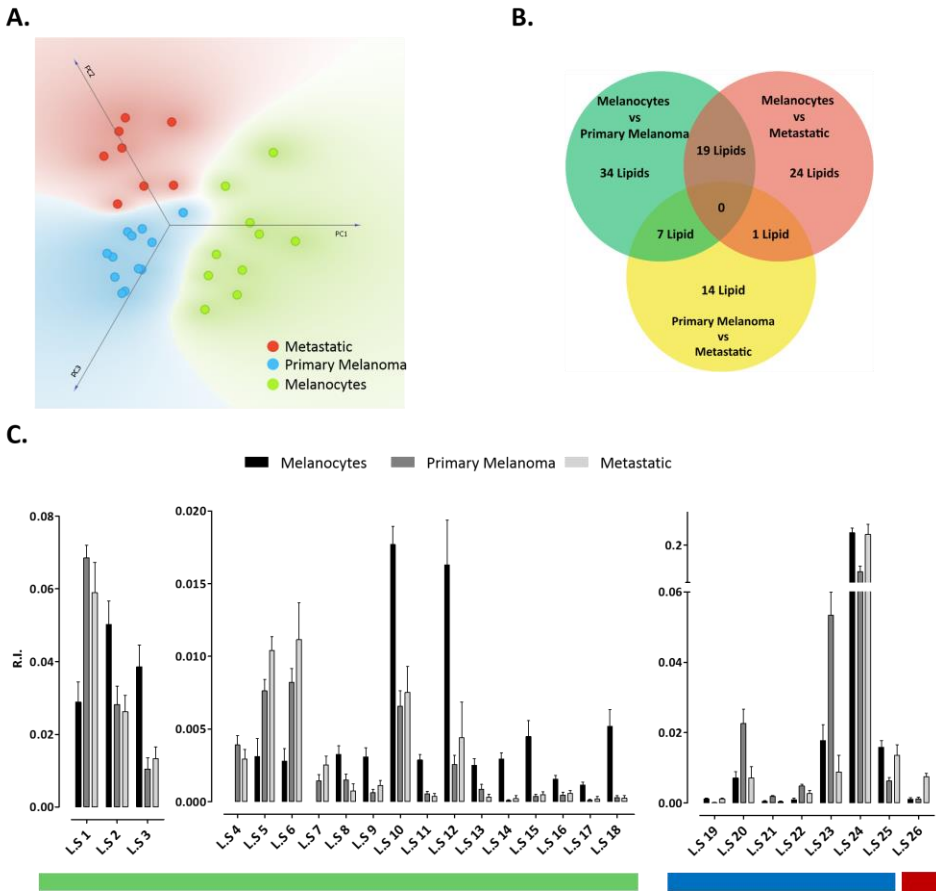 A.
PC2
PC1
PC3
Metastatic
Primary Melanoma
Melanocytes
B.
Melanocytes
vs
Primary Melanoma
Melanocytes
vs
Metastatic
19 Lipids
34 Lipids
24 Lipids
0
7 Lipid
1 Lipid
14 Lipid
Primary Melanoma
vs
Metastatic
C.
Melanocytes
Primary Melanoma
Metastatic
R.I.
0.08
0.06
0.04
0.02
0.00
L.S 1
L.S 2
L.S 3
0.020
0.015
0.010
0.005
0.000
L.S 4
L.S 5
L.S 6
L.S 7
L.S 8
L.S 9
L.S 10
L.S 11
L.S 12
L.S 13
L.S 14
L.S 15
L.S 16
L.S 17
L.S 18
0.2
0.06
0.04
0.02
0.00
L.S 19
L.S 20
L.S 21
L.S 22
L.S 23
L.S 24
L.S 25
L.S 26